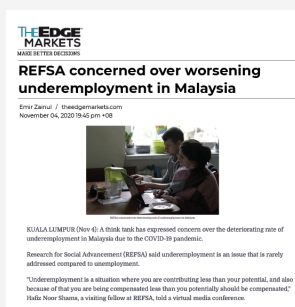 THE EDGE
MARKETS
MAKE BETTER DECISIONS
REFSA concerned over worsening
underemployment in Malaysia
Emir Zainul / theedgemarkets.com
November 04, 2020 19:45 pm +08
KUALA LUMPUR (Nov 4): A think tank has expressed concern over the deteriorating rate of
underemployment in Malaysia due to the COVID-19 pandemic.
Research for Social Advancement (REFSA) said underemployment is an issue that is rarely
addressed compared to unemployment.
"Underemployment is a situation where you are contributing less than your potential, and also
because of that you are being compensated less than you potentially should be compensated,"
Hafiz Noor Shams, a visiting fellow at REFSA, told a virtual media conference.